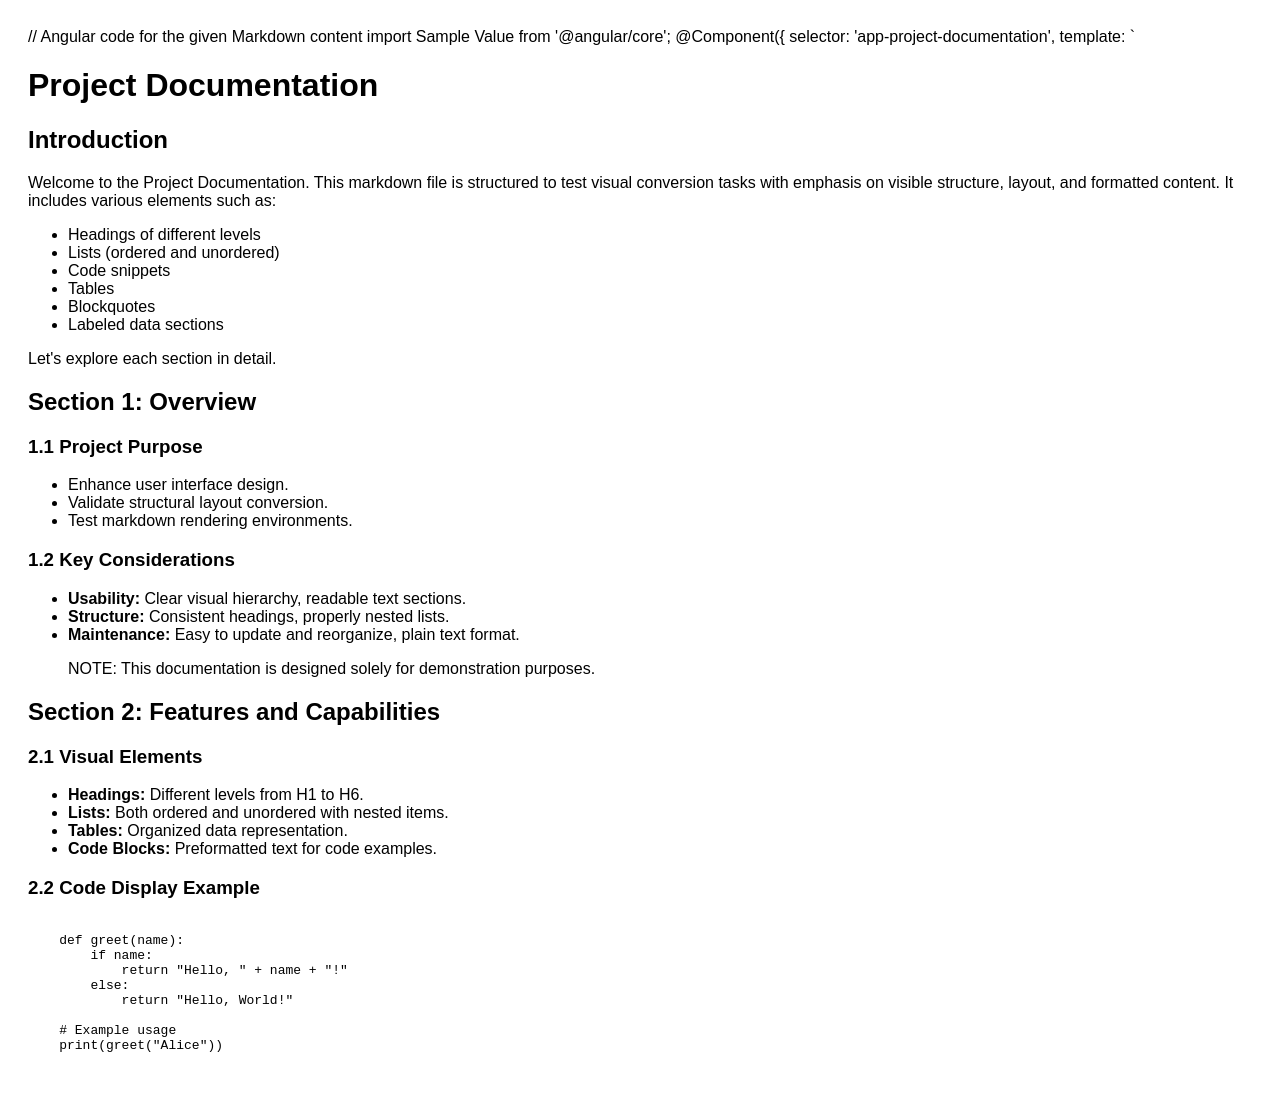 // Angular code for the given Markdown content import Sample Value from '@angular/core'; @Component({ selector: 'app-project-documentation', template: `
Project Documentation
Introduction
Welcome to the Project Documentation. This markdown file is structured to test visual conversion tasks with emphasis on visible structure, layout, and formatted content. It
includes various elements such as:
• Headings of different levels
• Lists (ordered and unordered)
• Code snippets
• Tables
• Blockquotes
• Labeled data sections
Let's explore each section in detail.
Section 1: Overview
1.1 Project Purpose
• Enhance user interface design.
• Validate structural layout conversion.
• Test markdown rendering environments.
1.2 Key Considerations
• Usability: Clear visual hierarchy, readable text sections.
• Structure: Consistent headings, properly nested lists.
• Maintenance: Easy to update and reorganize, plain text format.
NOTE: This documentation is designed solely for demonstration purposes.
Section 2: Features and Capabilities
2.1 Visual Elements
• Headings: Different levels from H1 to H6.
• Lists: Both ordered and unordered with nested items.
• Tables: Organized data representation.
• Code Blocks: Preformatted text for code examples.
2.2 Code Display Example
def greet(name):
    if name:
        return "Hello, " + name + "!"
    else:
        return "Hello, World!"
# Example usage
print(greet("Alice"))